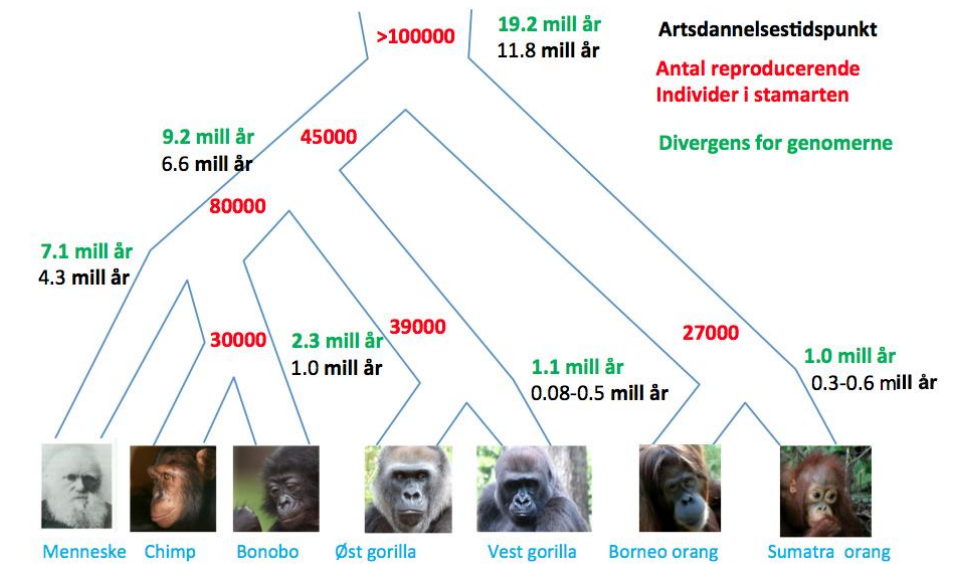 >100000
19.2 mill år
11.8 mill år
Artsdannelsestidspunkt
Antal reproducerende
Individer i stamarten
Divergens for genomerne
9.2 mill år
6.6 mill år
45000
80000
7.1 mill år
4.3 mill år
30000
2.3 mill år
1.0 mill år
39000
1.1 mill år
0.08-0.5 mill år
27000
1.0 mill år
0.3-0.6 mill år
Menneske
Chimp
Bonobo
Øst gorilla
Vest gorilla
Borneo orang
Sumatra orang